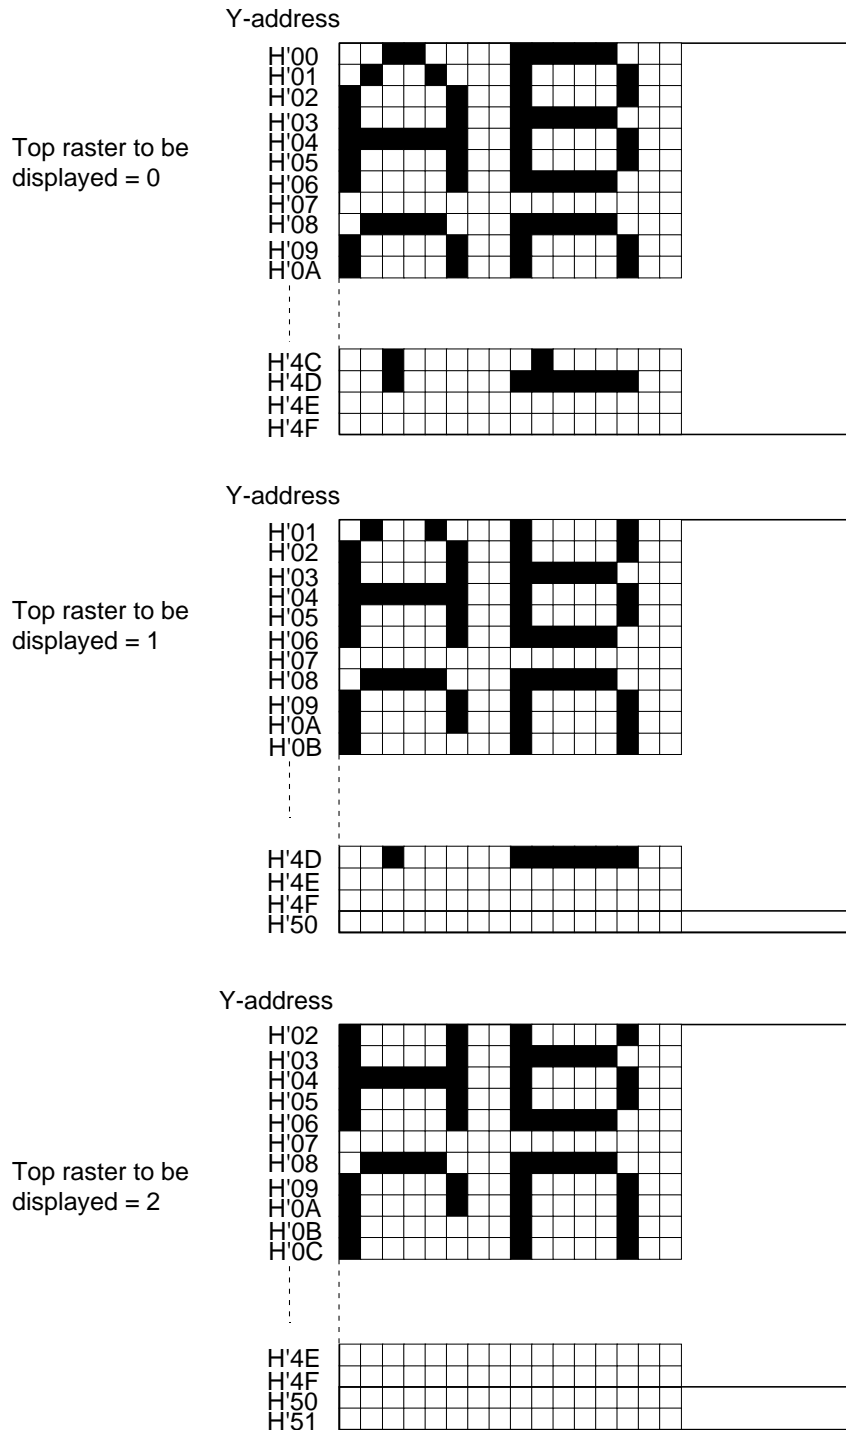 Y-address
H'00
H'01
H'02
H'03
H'04
H'05
H'06
H'07
H'08
H'09
H'0A
Top raster to be
displayed = 0
H'4C
H'4D
H'4E
H'4F
Y-address
H'01
H'02
H'03
H'04
H'05
H'06
H'07
H'08
H'09
H'0A
H'0B
Top raster to be
displayed = 1
H'4D
H'4E
H'4F
H'50
Y-address
H'02
H'03
H'04
H'05
H'06
H'07
H'08
H'09
H'0A
H'0B
H'0C
Top raster to be
displayed = 2
H'4E
H'4F
H'50
H'51